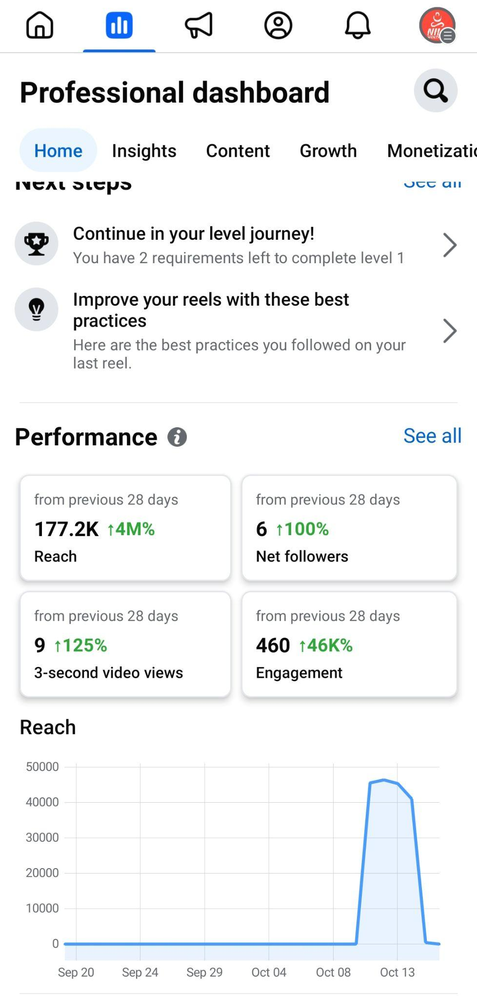 Professional dashboard
Home Insights Content Growth Monetizatio
Next steps See all
Continue in your level journey!
You have 2 requirements left to complete level 1
Improve your reels with these best
practices
Here are the best practices you followed on your
last reel.
Performance See all
from previous 28 days
177.2K ↑4M%
Reach
from previous 28 days
6 ↑100%
Net followers
from previous 28 days
9 ↑125%
3-second video views
from previous 28 days
460 ↑46K%
Engagement
Reach
50000
40000
30000
20000
10000
0
Sep 20 Sep 24 Sep 29 Oct 04 Oct 08 Oct 13